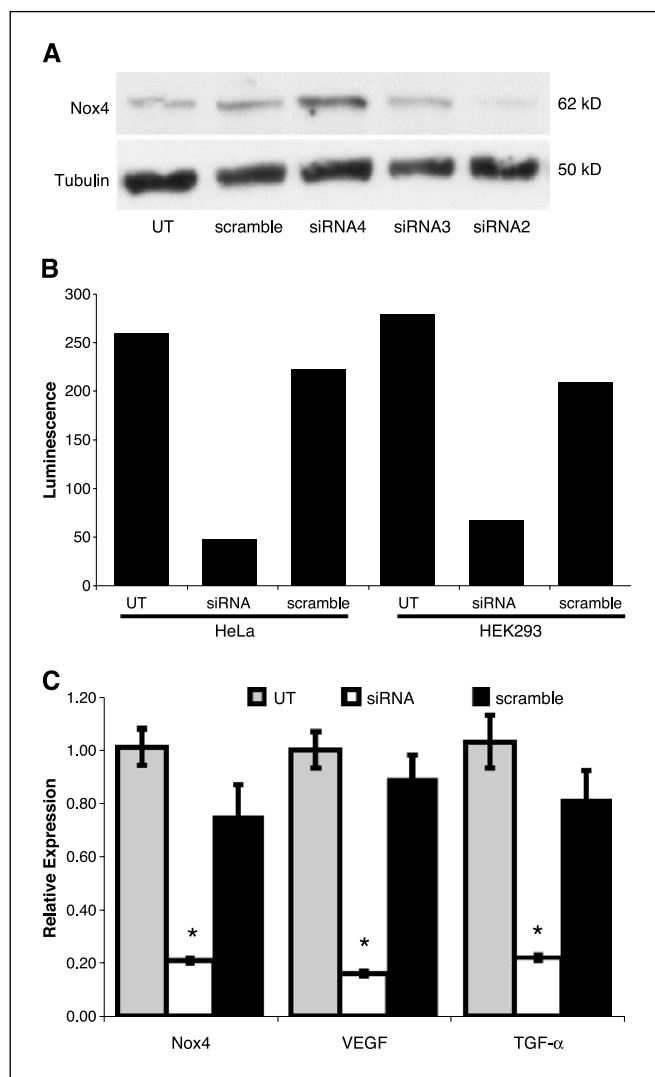 A
Nox4
62 kD
Tubulin
50 kD
UT scramble siRNA4 siRNA3 siRNA2
B
300
250
200
150
100
50
0
Luminescence
UT siRNA scramble UT siRNA scramble
HeLa HEK293
C
UT siRNA scramble
1.20
1.00
0.80
0.60
0.40
0.20
0.00
Relative Expression
* * *
Nox4 VEGF TGF-α